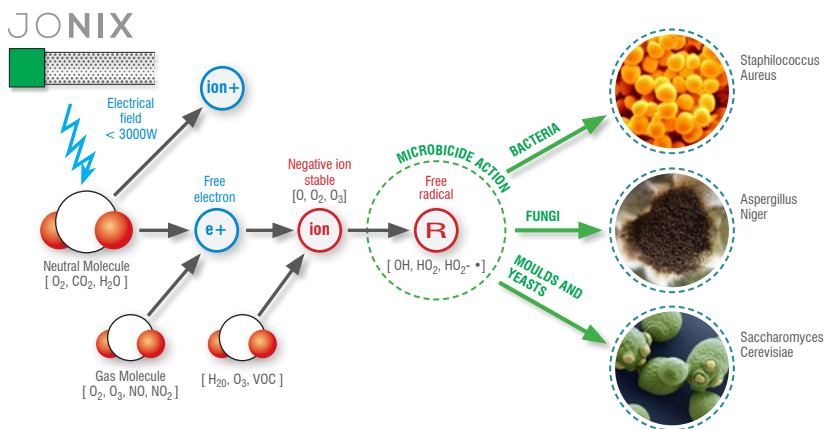 JONIX
Electrical
field
< 3000W
ion+
Free
electron
e+
Neutral Molecule
[ O₂, CO₂, H₂O ]
Gas Molecule
[ O₂, O₃, NO, NO₂ ]
Negative ion
stable
[O, O₂, O₃]
ion
[ H₂₀, O₃, VOC ]
MICROBICIDE ACTION
Free
radical
R
[ OH, HO₂, HO₂- •]
BACTERIA
FUNGI
MOULDS AND
YEASTS
Staphilococcus
Aureus
Aspergillus
Niger
Saccharomyces
Cerevisiae